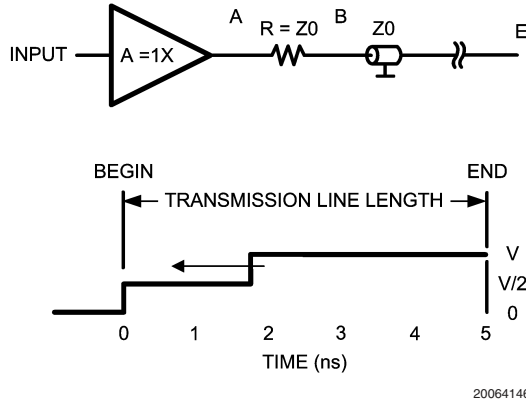 A
R = Z0
B
Z0
E
INPUT
A =1X
BEGIN
END
TRANSMISSION LINE LENGTH
V
V/2
0
0 1 2 3 4 5
TIME (ns)
20064146